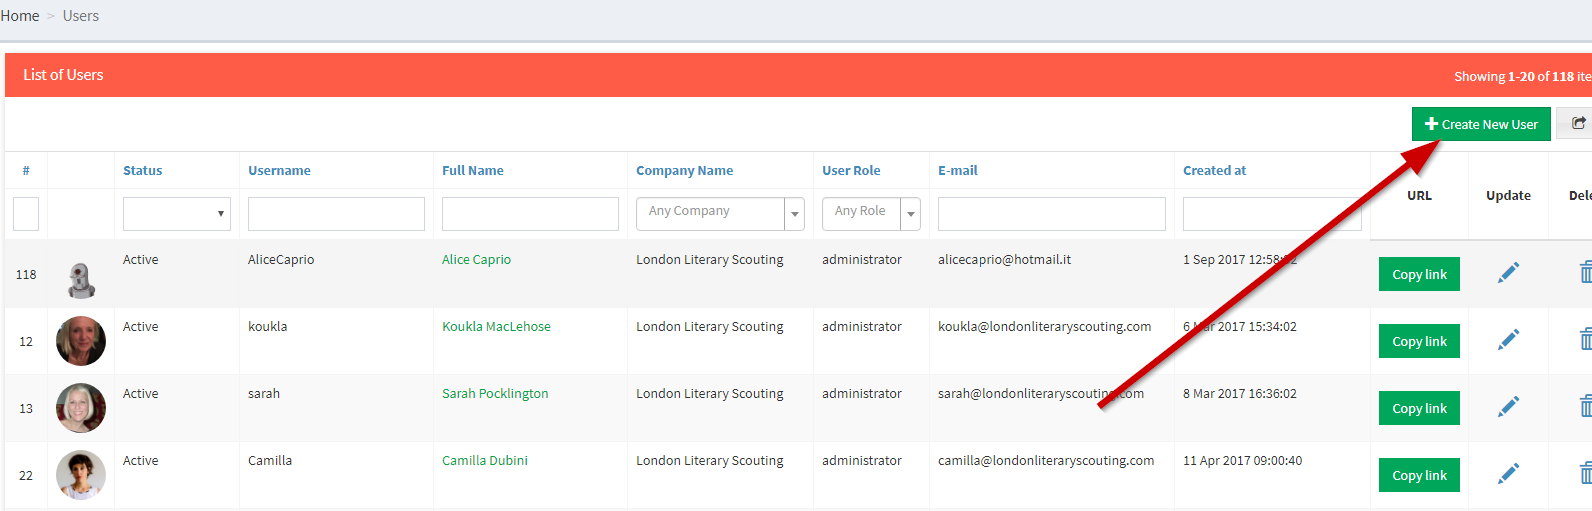 Home > Users
List of Users
Showing 1-20 of 118 ite
Create New User
# Status Username Full Name Company Name User Role E-mail Created at URL Update Dele
Any Company Any Role
118 Active AliceCaprio Alice Caprio London Literary Scouting administrator alicecaprio@hotmail.it 1 Sep 2017 12:58:02 Copy link
12 Active koukla Koukla MacLehose London Literary Scouting administrator koukla@londonliteraryscouting.com 6 Mar 2017 15:34:02 Copy link
13 Active sarah Sarah Pocklington London Literary Scouting administrator sarah@londonliteraryscouting.com 8 Mar 2017 16:36:02 Copy link
22 Active Camilla Camilla Dubini London Literary Scouting administrator camilla@londonliteraryscouting.com 11 Apr 2017 09:00:40 Copy link